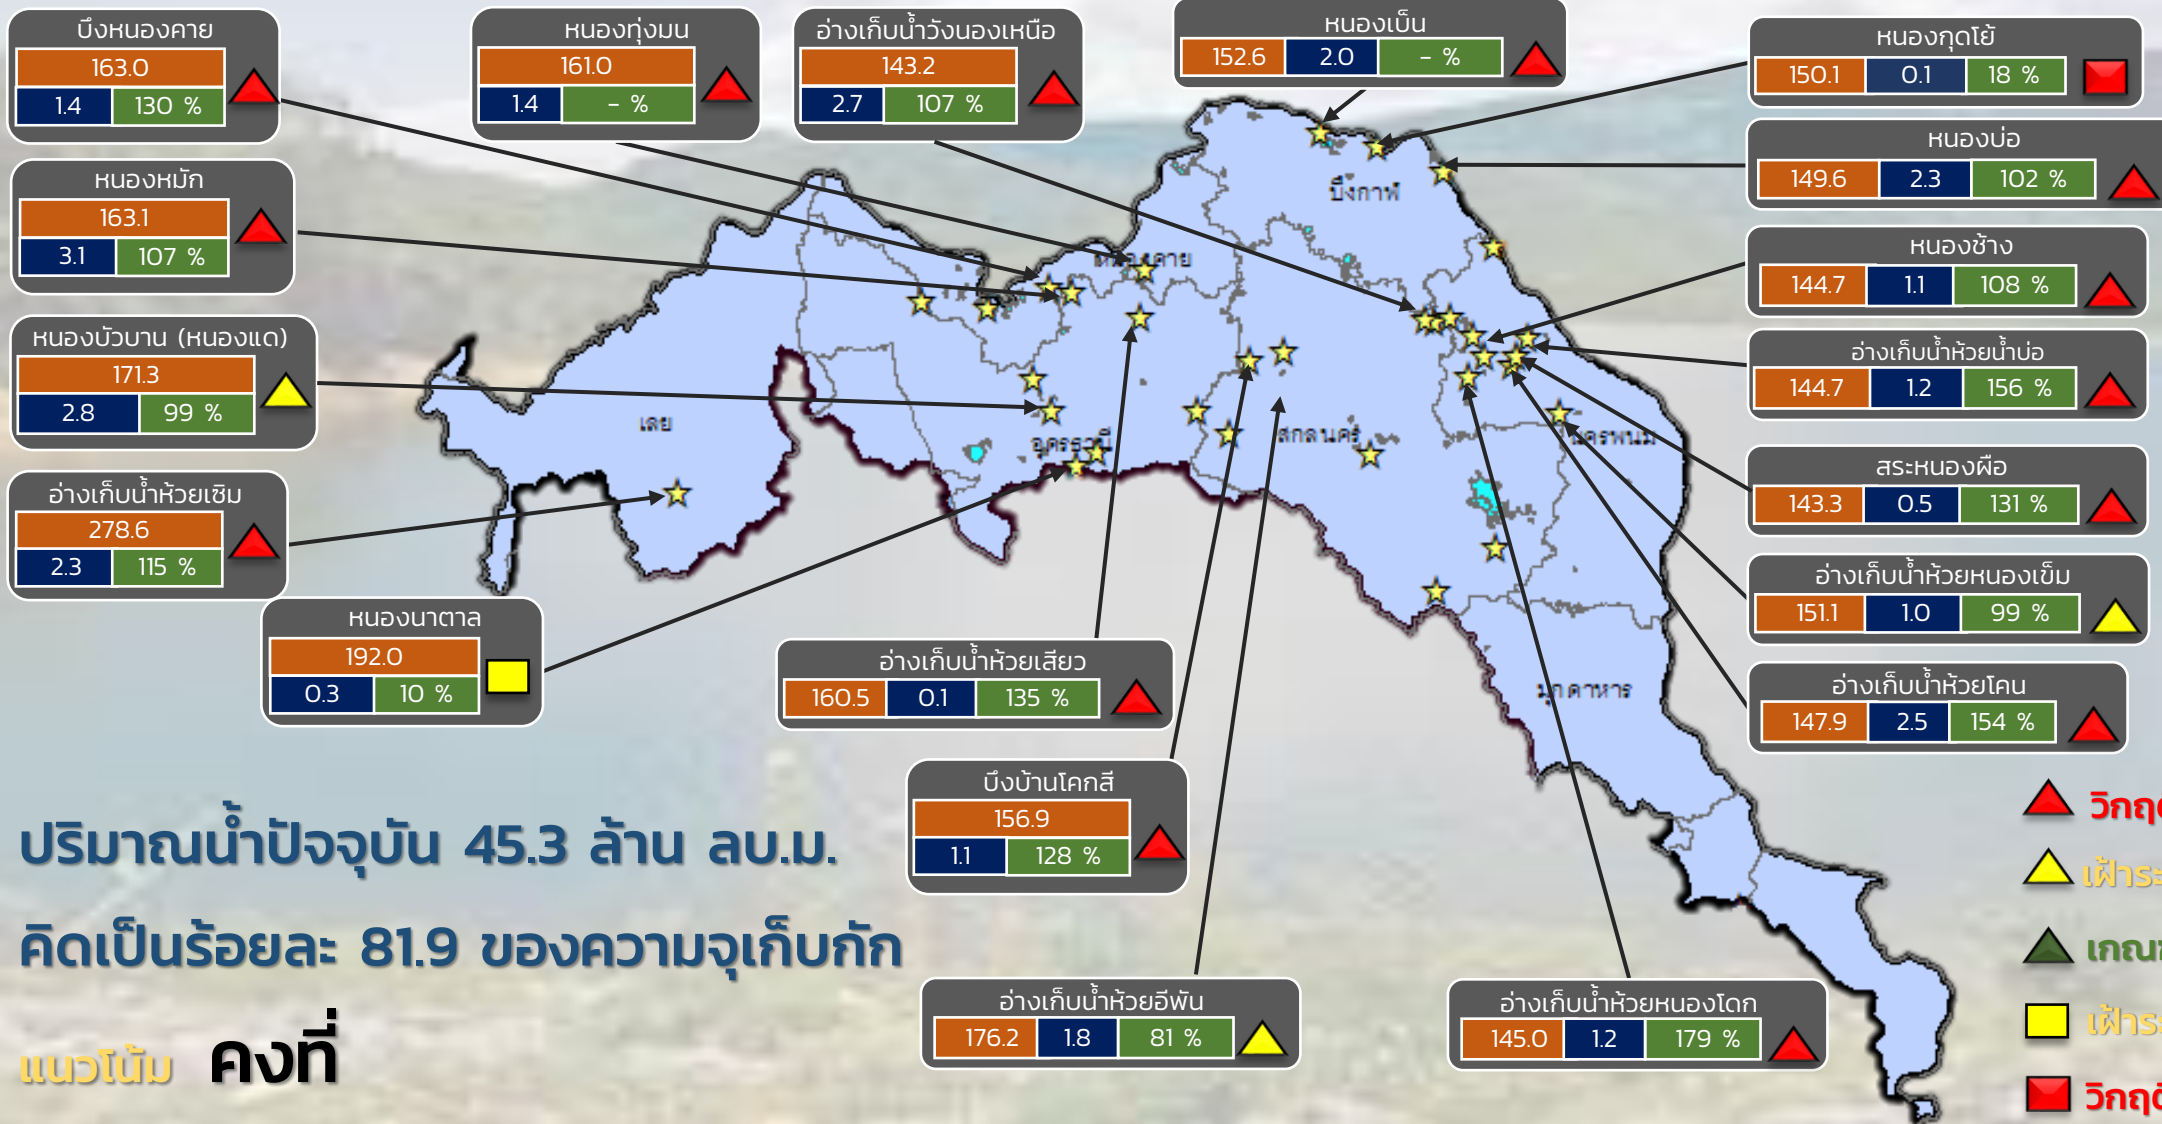 บึงหนองคาย
163.0
1.4 130 %
หนองทุ่งมน
161.0
1.4 - %
อ่างเก็บน้ำวังนองเหนือ
143.2
2.7 107 %
หนองเบ็น
152.6 2.0 - %
หนองกุดโย้
150.1 0.1 18 %
หนองหมัก
163.1
3.1 107 %
หนองบ่อ
149.6 2.3 102 %
หนองช้าง
144.7 1.1 108 %
หนองบัวบาน (หนองแด)
171.3
2.8 99 %
อ่างเก็บน้ำห้วยน้ำบ่อ
144.7 1.2 156 %
อ่างเก็บน้ำห้วยเซิม
278.6
2.3 115 %
สระหนองผือ
143.3 0.5 131 %
อ่างเก็บน้ำห้วยหนองเข็ม
151.1 1.0 99 %
หนองนาตาล
192.0
0.3 10 %
อ่างเก็บน้ำห้วยเสียว
160.5 0.1 135 %
อ่างเก็บน้ำห้วยโคน
147.9 2.5 154 %
บึงบ้านโคกสี
156.9
1.1 128 %
อ่างเก็บน้ำห้วยอีพัน
176.2 1.8 81 %
อ่างเก็บน้ำห้วยหนองโดก
145.0 1.2 179 %
บึงกาฬ
หนองคาย
เลย
อุดรธานี
สกลนคร
นครพนม
มุกดาหาร
ปริมาณน้ำปัจจุบัน 45.3 ล้าน ลบ.ม.
คิดเป็นร้อยละ 81.9 ของความจุเก็บกัก
แนวโน้ม คงที่